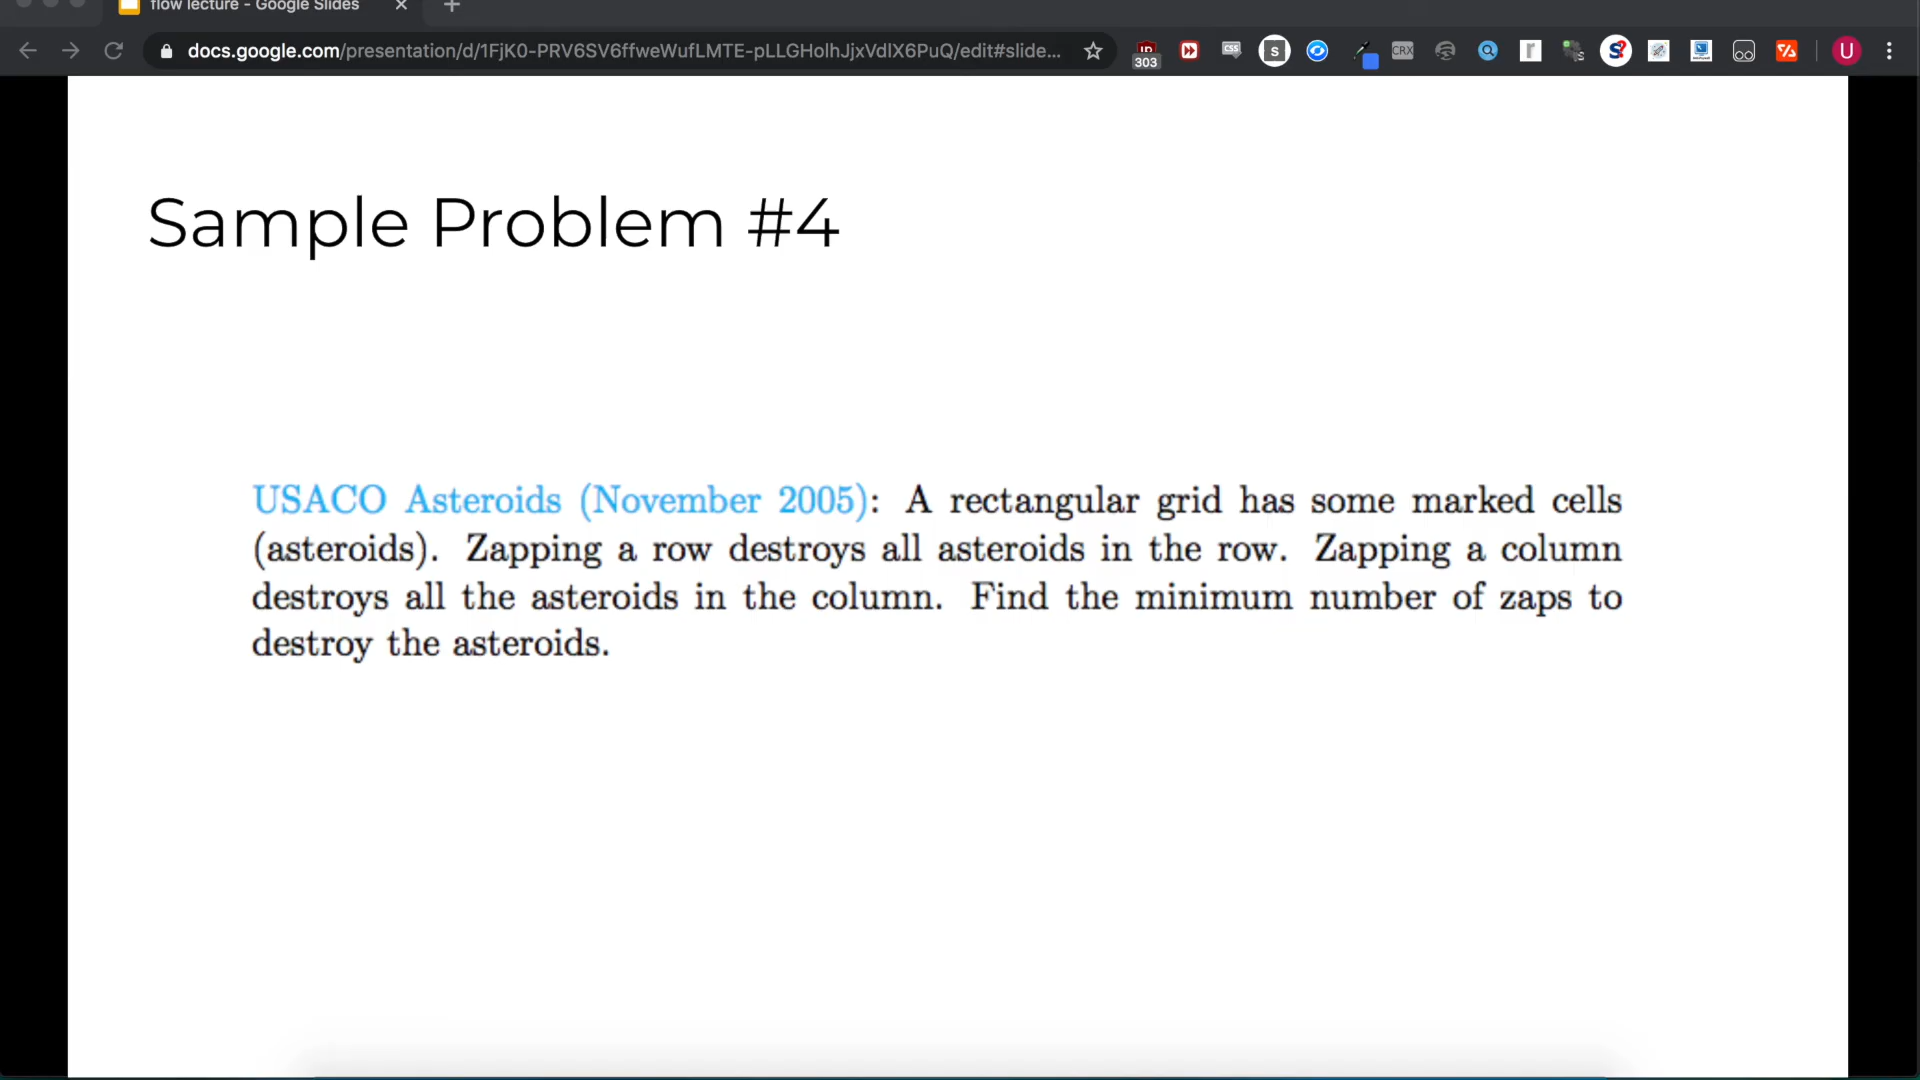 flow lecture - Google Slides
docs.google.com/presentation/d/1FjK0-PRV6SV6ffweWufLMTE-pLLGHolhJjxVdlX6PuQ/edit#slide...
303
CSS
S
CRX
r
S?
U
Sample Problem #4
USACO Asteroids (November 2005): A rectangular grid has some marked cells
(asteroids). Zapping a row destroys all asteroids in the row. Zapping a column
destroys all the asteroids in the column. Find the minimum number of zaps to
destroy the asteroids.